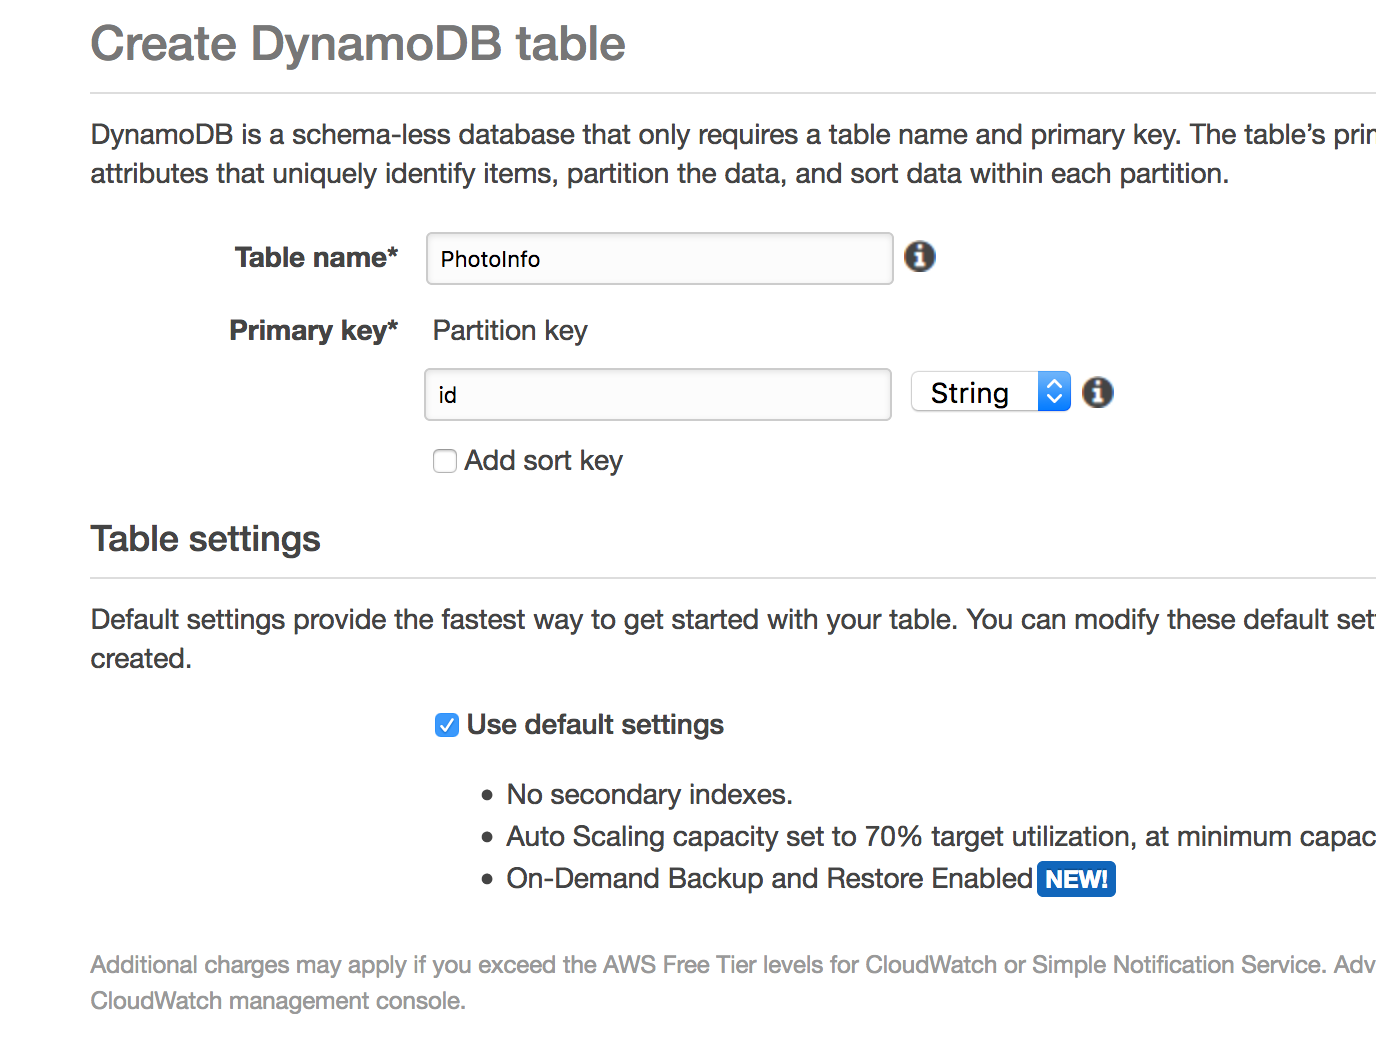 Create DynamoDB table
DynamoDB is a schema-less database that only requires a table name and primary key. The table's
attributes that uniquely identify items, partition the data, and sort data within each partition.
Table name* PhotoInfo
Primary key* Partition key
id String
Add sort key
Table settings
Default settings provide the fastest way to get started with your table. You can modify these default
created.
Use default settings
• No secondary indexes.
• Auto Scaling capacity set to 70% target utilization, at minimum
• On-Demand Backup and Restore Enabled NEW!
Additional charges may apply if you exceed the AWS Free Tier levels for CloudWatch or Simple Notification Service.
CloudWatch management console.